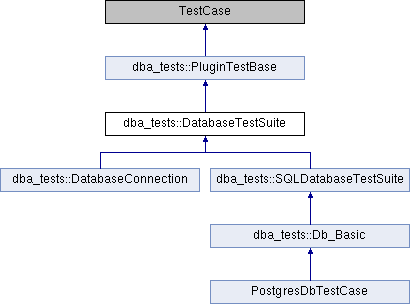 TestCase
dba_tests::PluginTestBase
dba_tests::DatabaseTestSuite
dba_tests::DatabaseConnection
dba_tests::SQLDatabaseTestSuite
dba_tests::Db_Basic
PostgresDbTestCase